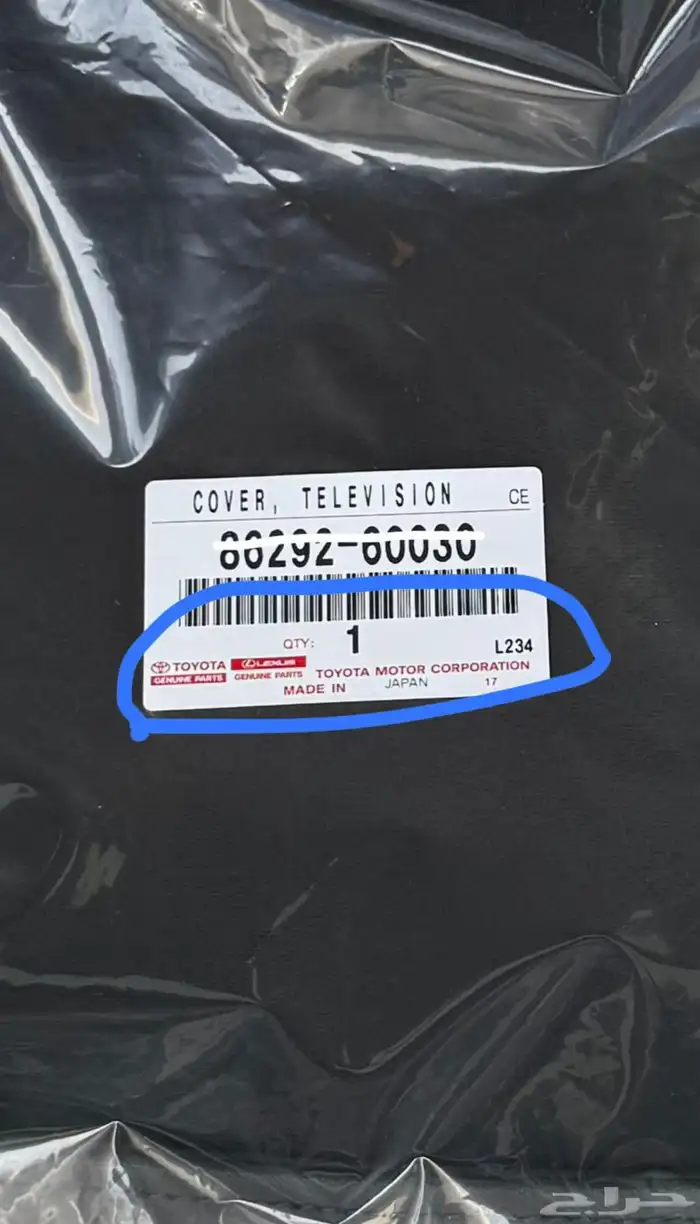 COVER, TELEVISION CE
86292-60030
QTY: 1 L234
TOYOTA LEXUS TOYOTA MOTOR CORPORATION
GENUINE PARTS GENUINE PARTS
MADE IN JAPAN 17
حراج